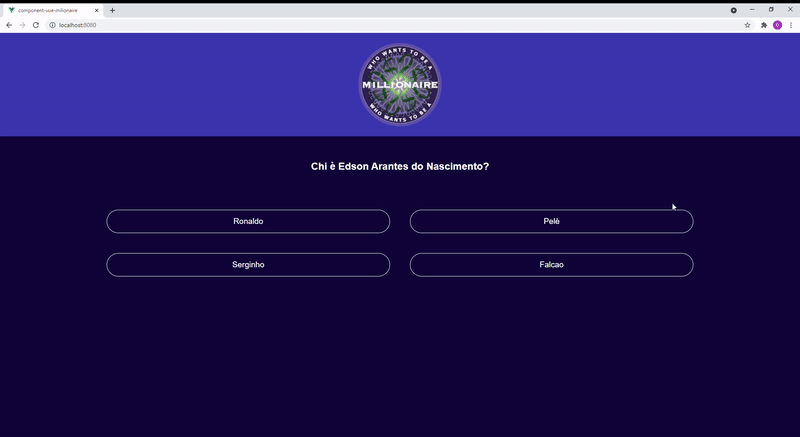 componenti-vue-milionaire
localhost:8080
WHO WANTS TO BE A
MILLIONAIRE
WHO WANTS TO BE A
Chi è Edson Arantes do Nascimento?
Ronaldo
Pelè
Serginho
Falcao